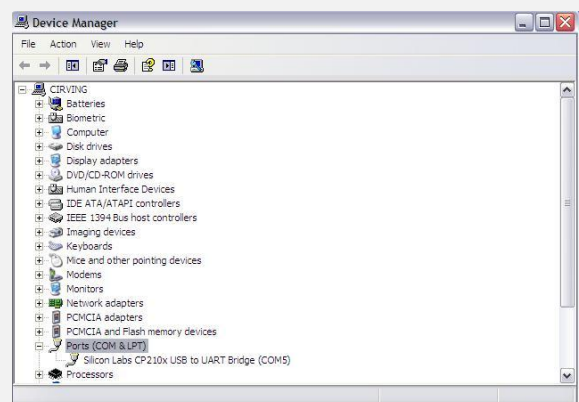 Device Manager
File Action View Help
CIRVING
Batteries
Biometric
Computer
Disk drives
Display adapters
DVD/CD-ROM drives
Human Interface Devices
IDE ATA/ATAPI controllers
IEEE 1394 Bus host controllers
Imaging devices
Keyboards
Mice and other pointing devices
Modems
Monitors
Network adapters
PCMCIA adapters
PCMCIA and Flash memory devices
Ports (COM & LPT)
Silicon Labs CP210x USB to UART Bridge (COM5)
Processors